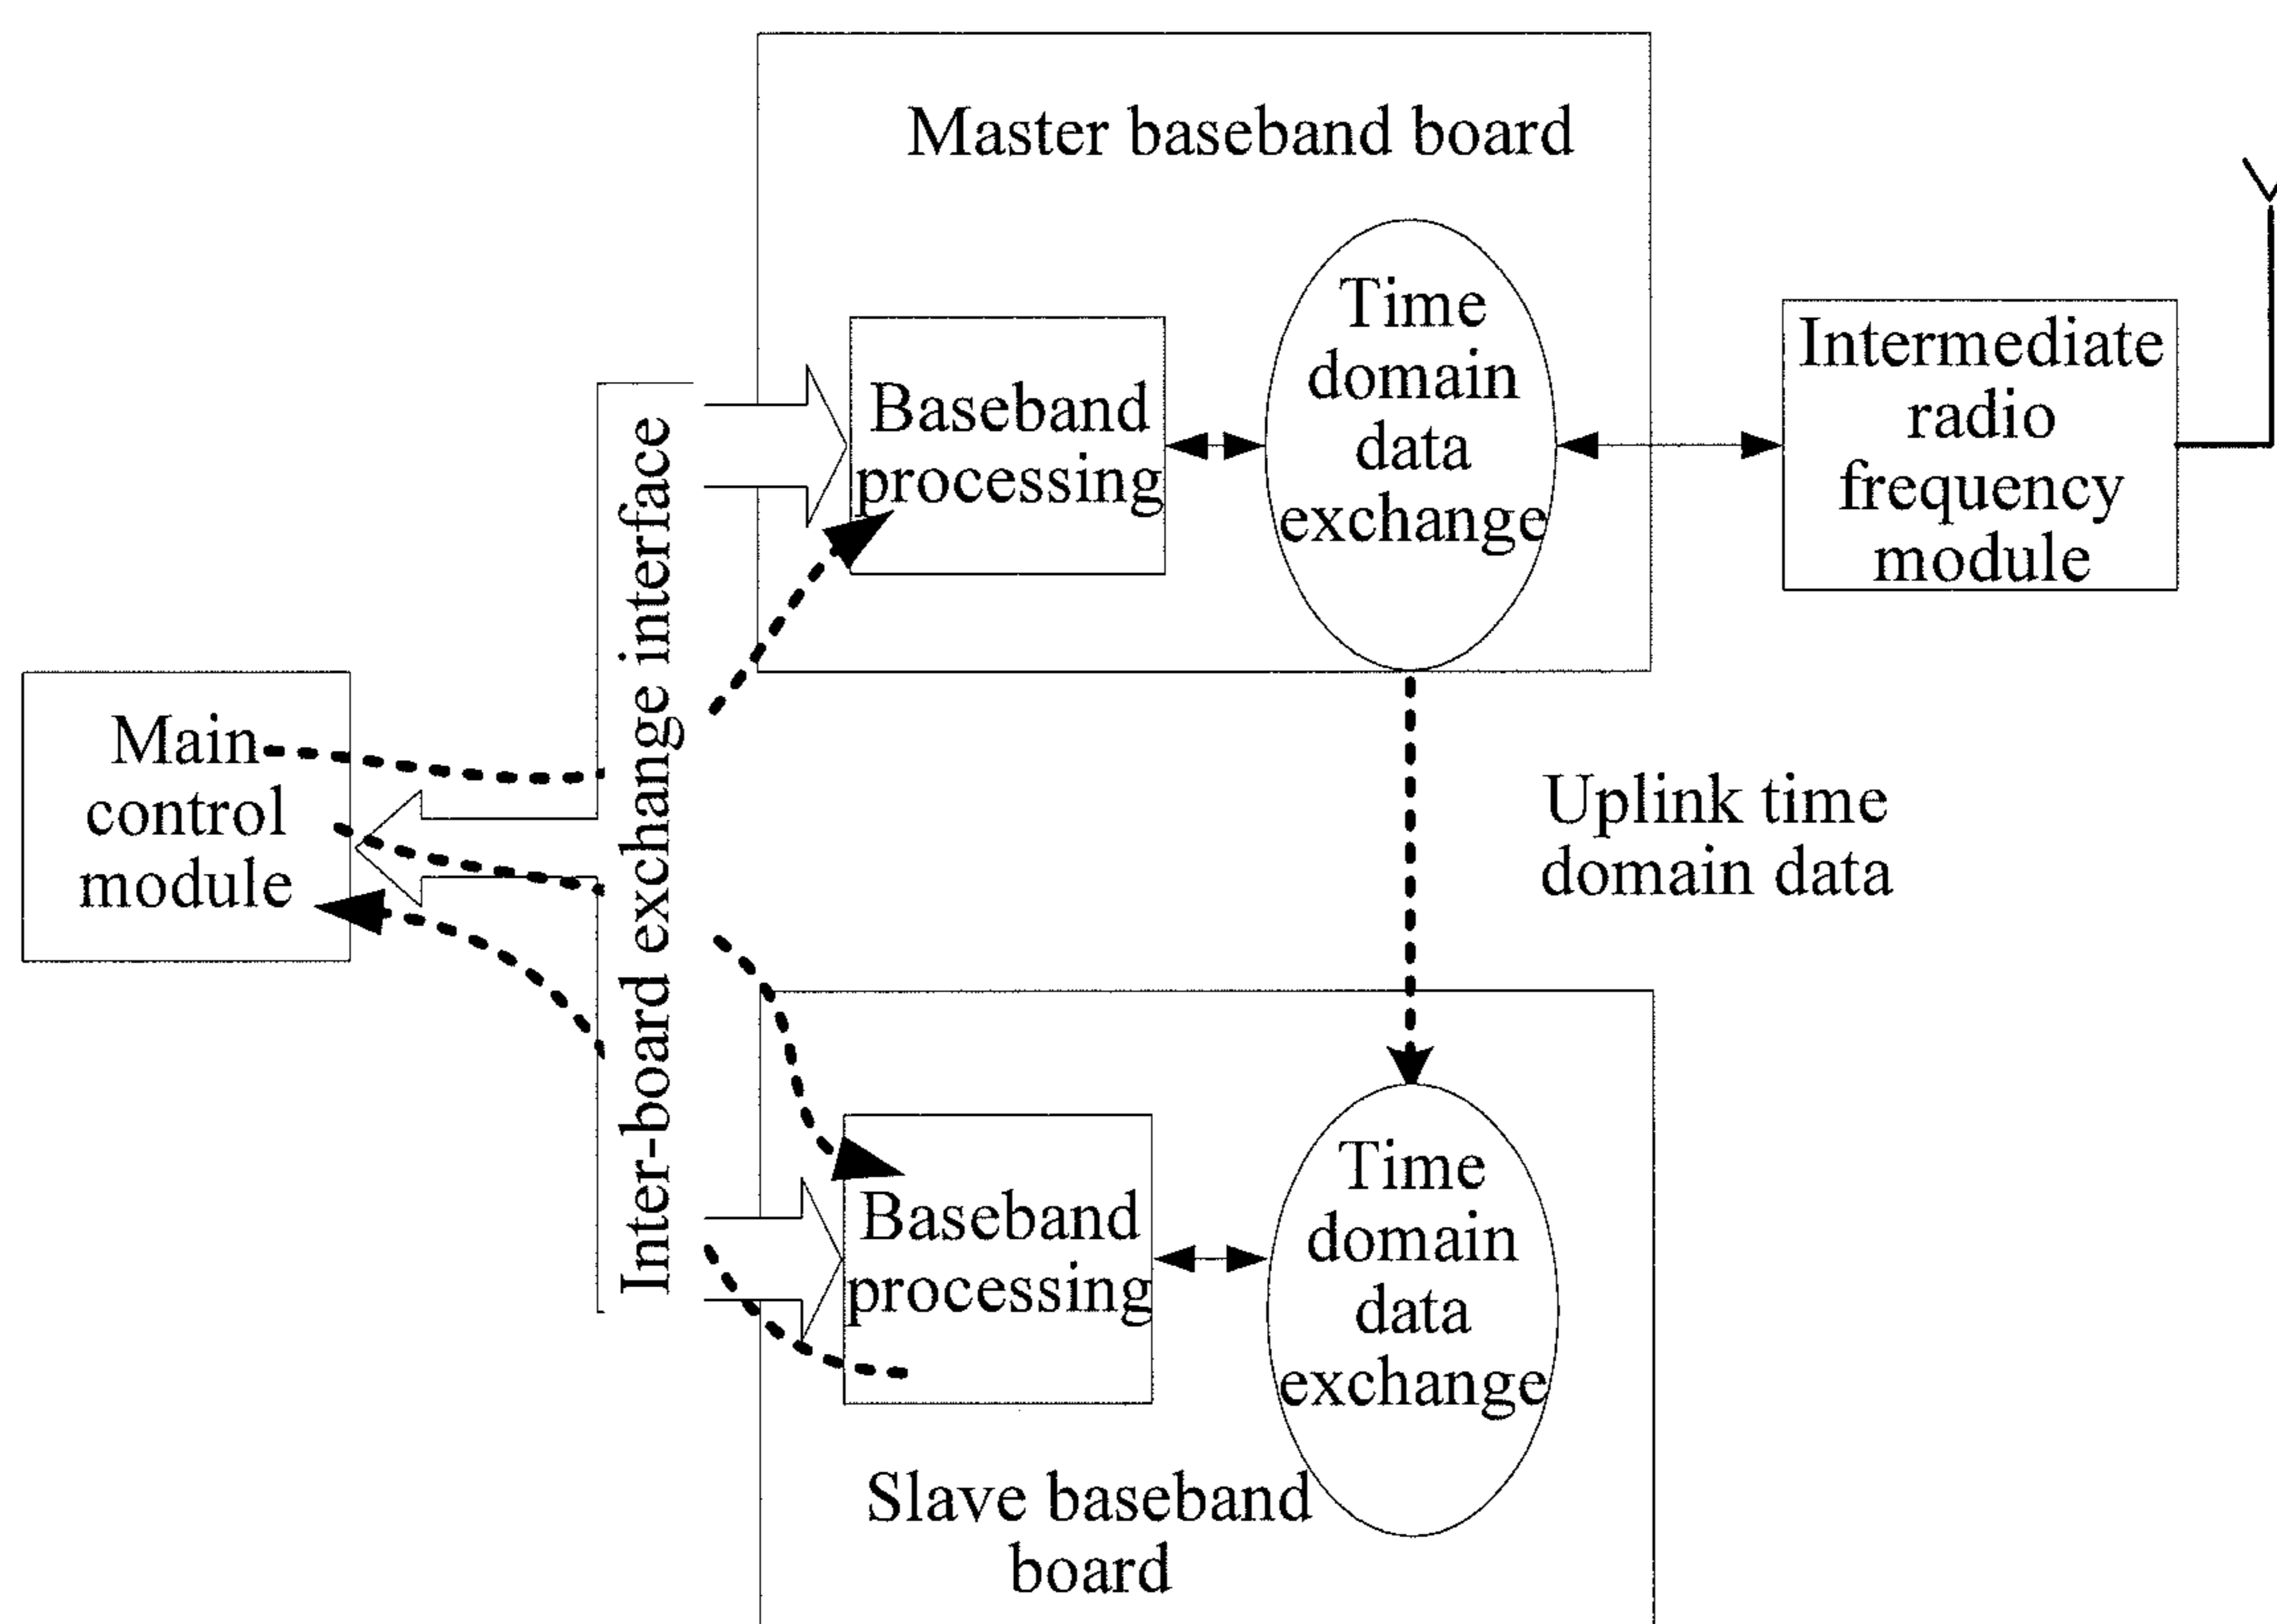 Master baseband board
Time
domain
data
exchange
Baseband
processing
Intermediate
radio
frequency
module
Inter-board exchange interface
Main
control
module
Uplink time
domain data
Time
domain
data
exchange
Baseband
processing
Slave baseband
board